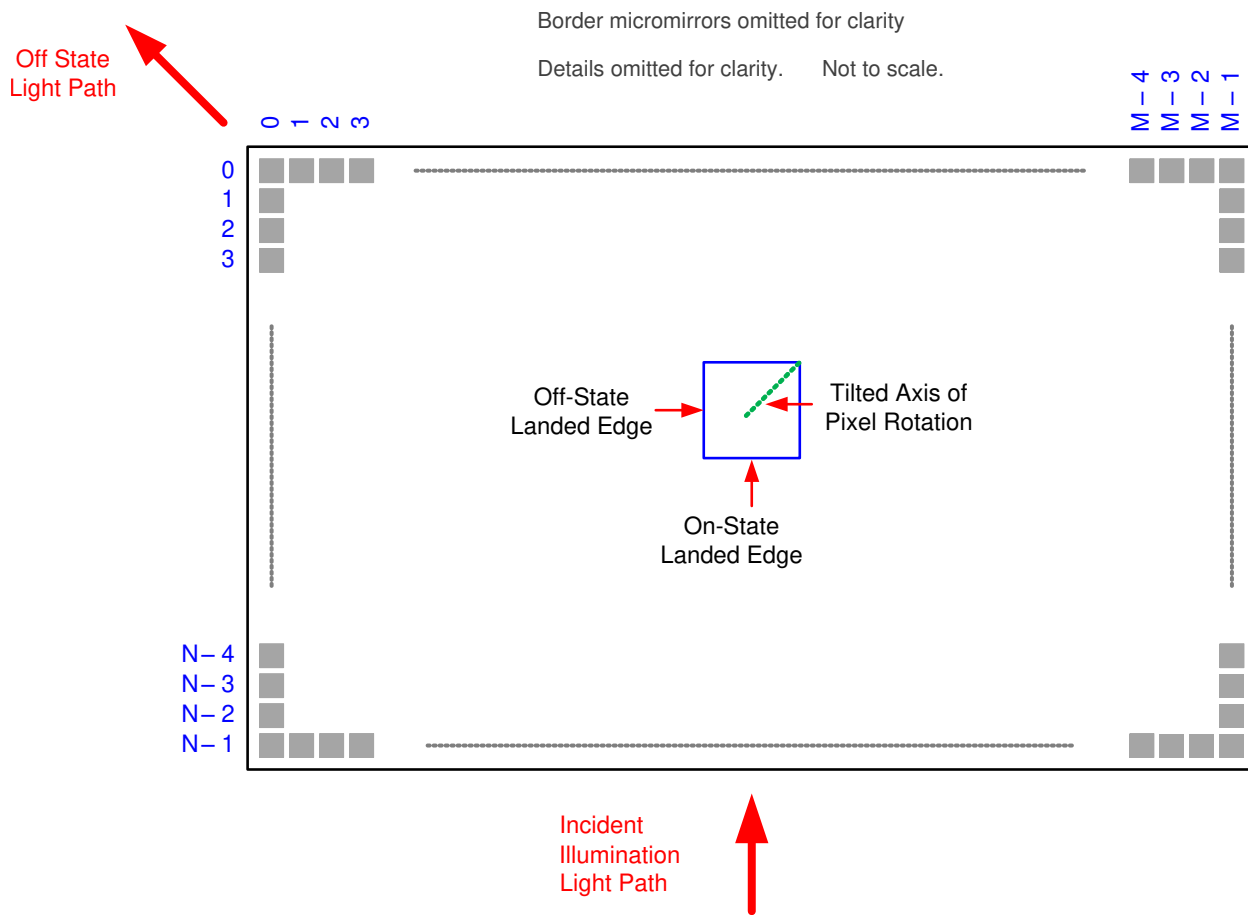 Border micromirrors omitted for clarity
Details omitted for clarity. Not to scale.
Off State
Light Path
0
1
2
3
M – 4
M – 3
M – 2
M – 1
0
1
2
3
Off-State
Landed Edge
Tilted Axis of
Pixel Rotation
On-State
Landed Edge
N – 4
N – 3
N – 2
N – 1
Incident
Illumination
Light Path